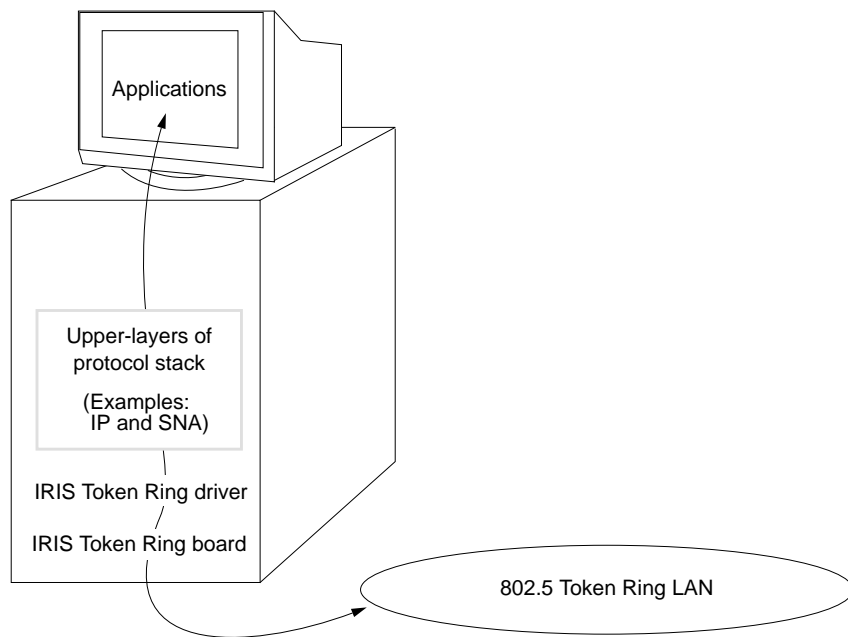 Applications
Upper-layers of
protocol stack
(Examples:
IP and SNA)
IRIS Token Ring driver
IRIS Token Ring board
802.5 Token Ring LAN